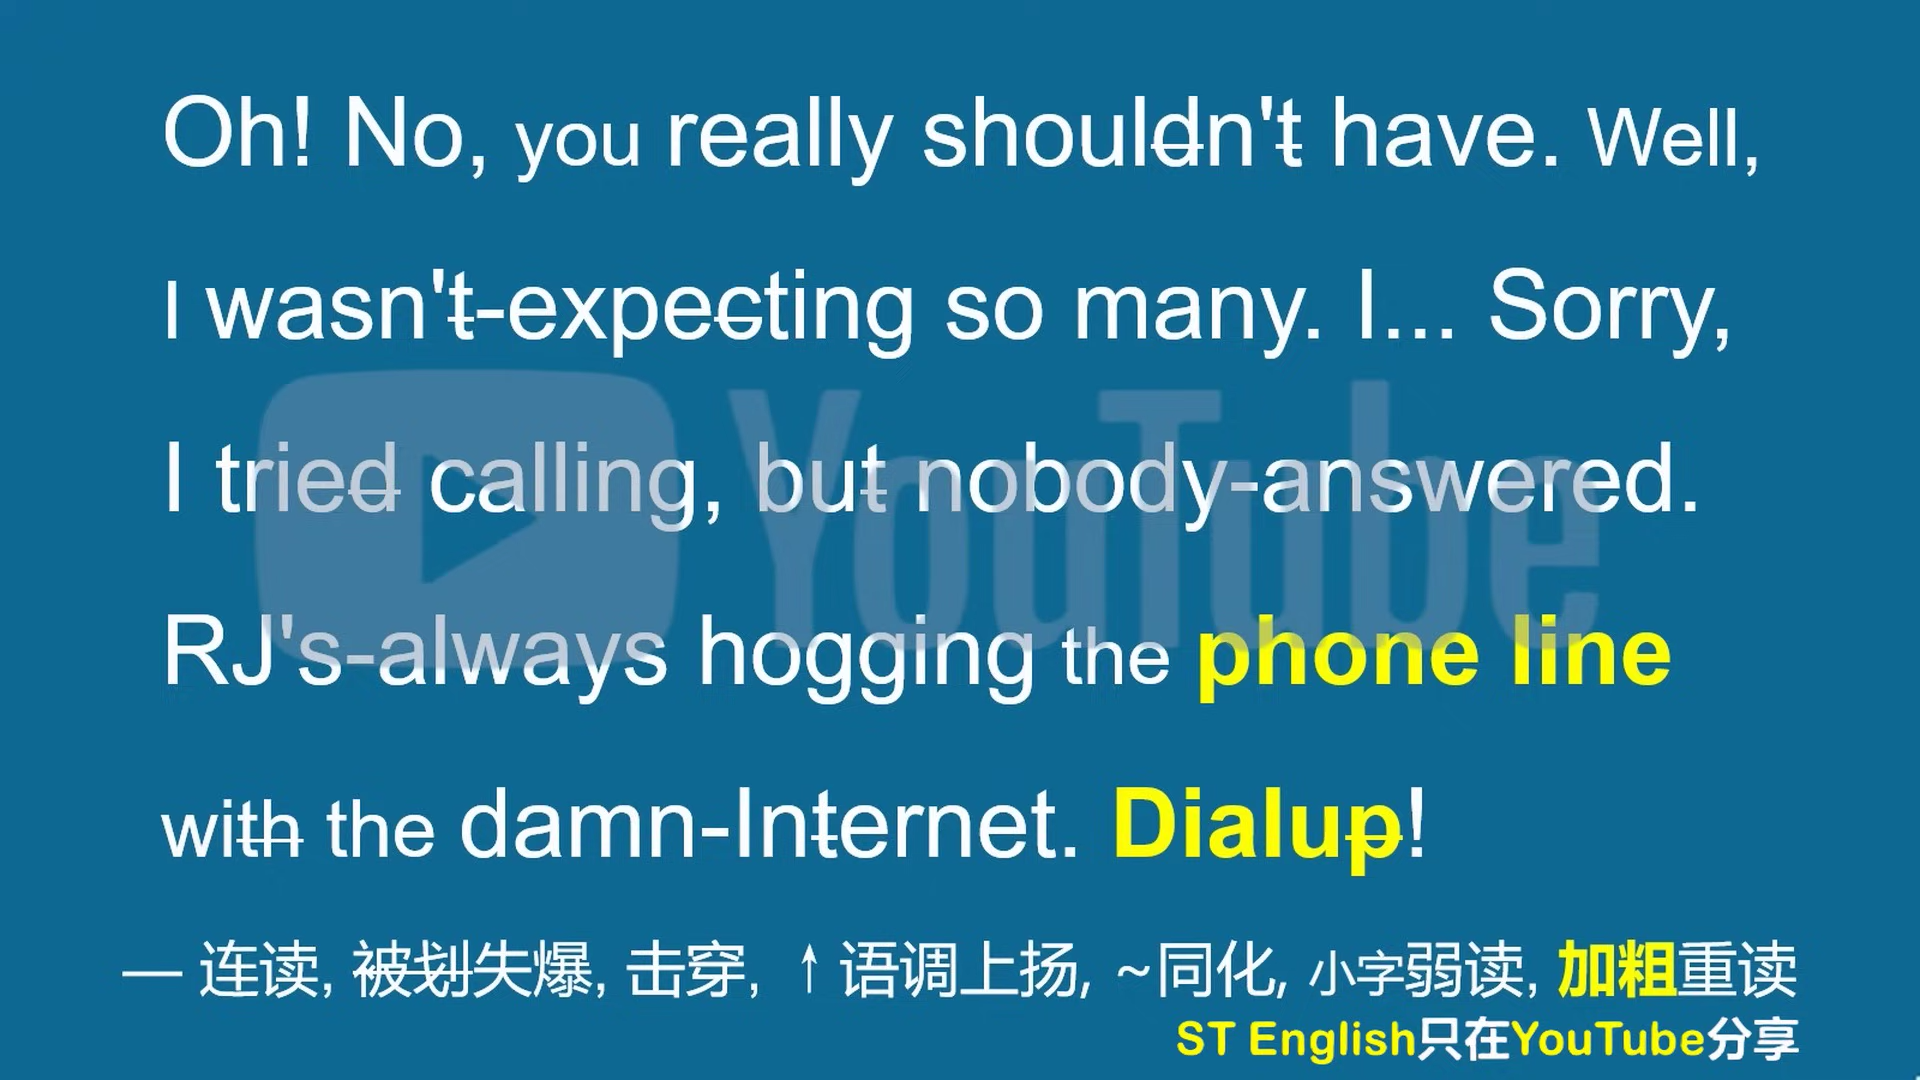 Oh! No, you really shouldn't have. Well,
I wasn't-expecting so many. I... Sorry,
I tried calling, but nobody-answered.
YouTube
RJ's-always hogging the phone line
with the damn-Internet. Dialup!
— 连读, 被划失爆, 击穿, ↑语调上扬, ~同化, 小字弱读, 加粗重读
ST English只在YouTube分享